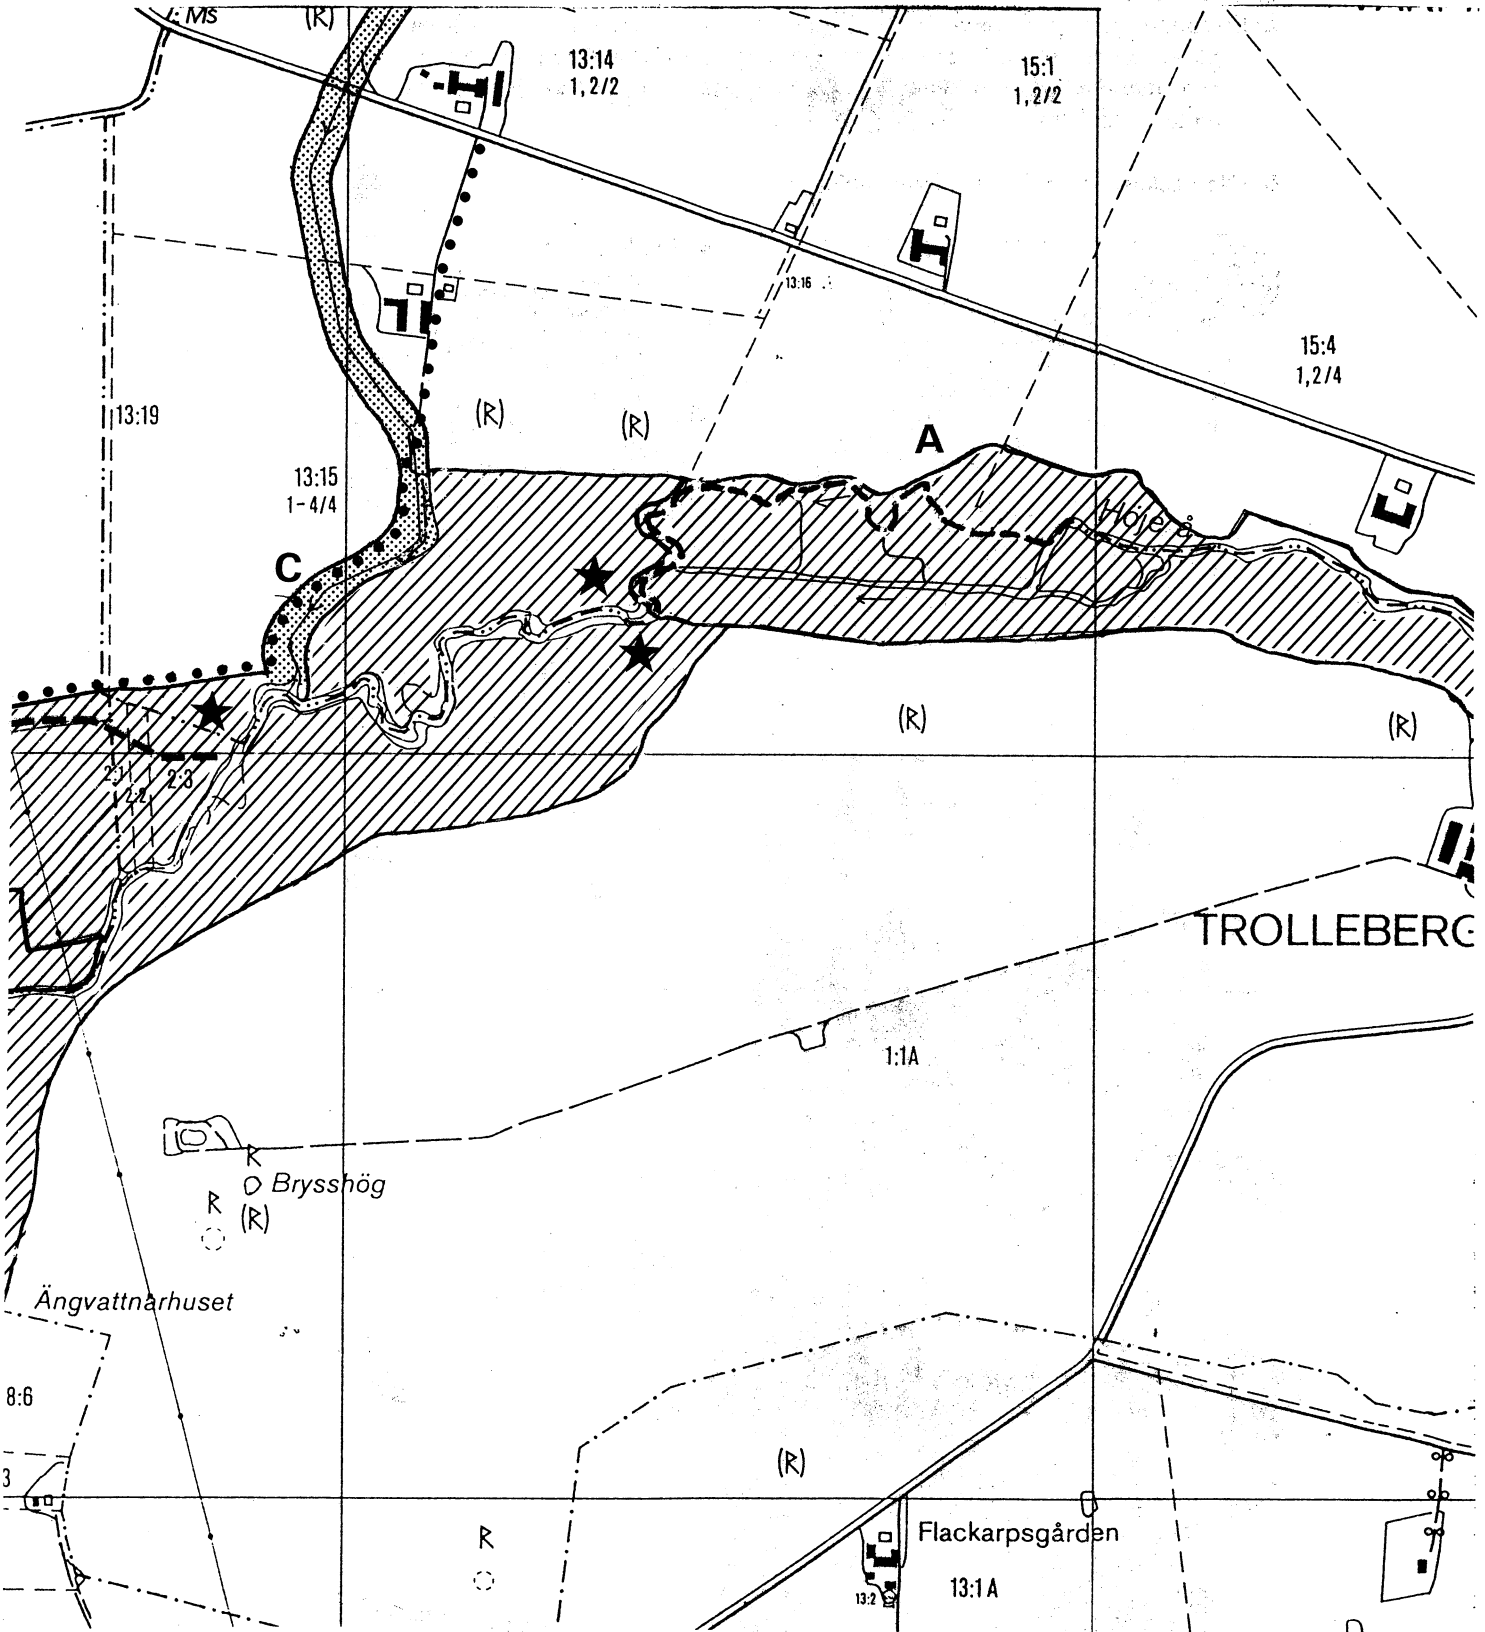 Ms
(R)
13:14
1,2/2
15:1
1,2/2
13:16
15:4
1,2/4
13:19
(R)
(R)
A
13:15
1-4/4
Höje å
C
(R)
(R)
2:1
2:2
2:3
TROLLEBERG
1:1A
R
Brysshög
R
(R)
Ängvattnarhuset
8:6
3
(R)
R
Flackarpsgården
13:1 A
13:2